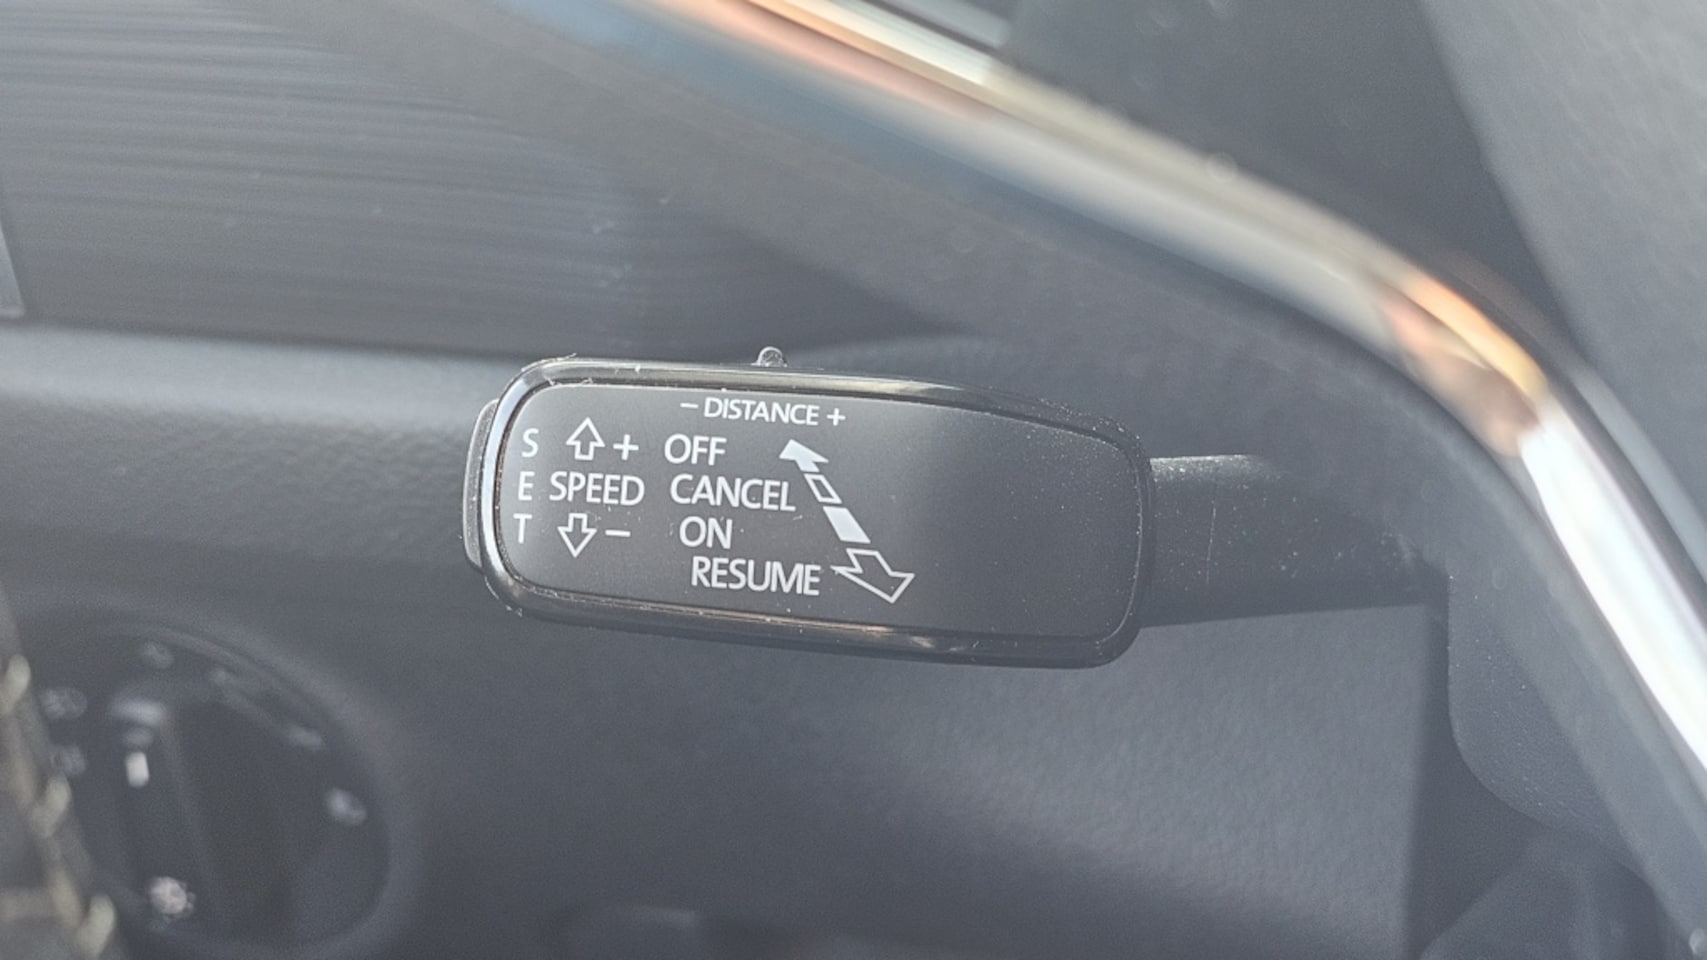 − DISTANCE +
S + OFF
E SPEED CANCEL
T − ON
RESUME